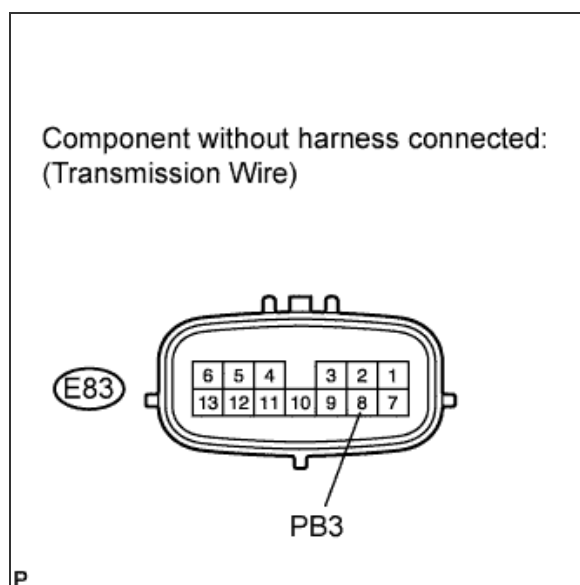 Component without harness connected:
(Transmission Wire)
6 5 4 3 2 1
E83
13 12 11 10 9 8 7
PB3
P